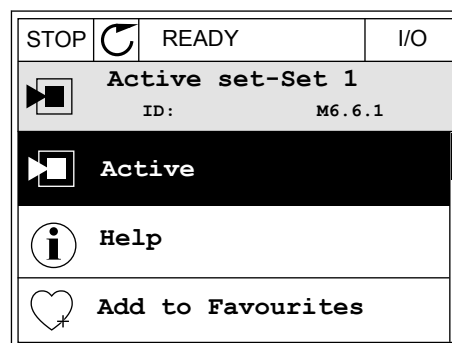 STOP READY I/O
Active set-Set 1
ID: M6.6.1
Active
Help
Add to Favourites